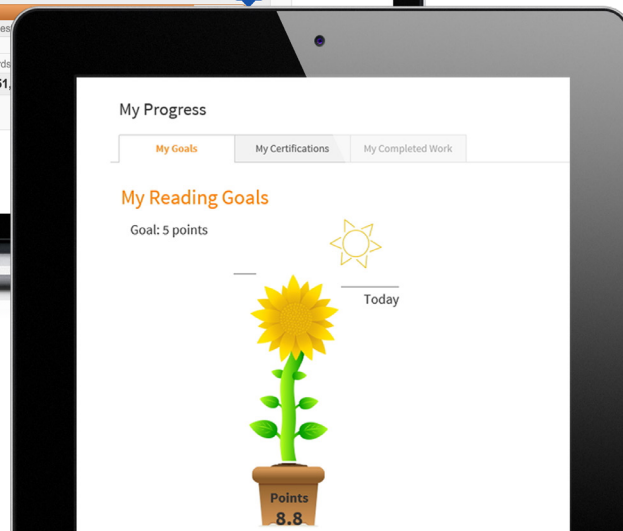 My Progress
My Goals
My Certifications
My Completed Work
My Reading Goals
Goal: 5 points
Today
Points
8.8